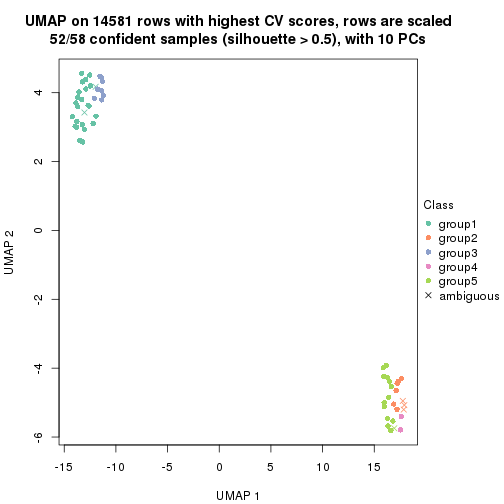 UMAP on 14581 rows with highest CV scores, rows are scaled
52/58 confident samples (silhouette > 0.5), with 10 PCs
4
2
0
-2
-4
-6
UMAP 2
-15
-10
-5
0
5
10
15
UMAP 1
Class
group1
group2
group3
group4
group5
ambiguous